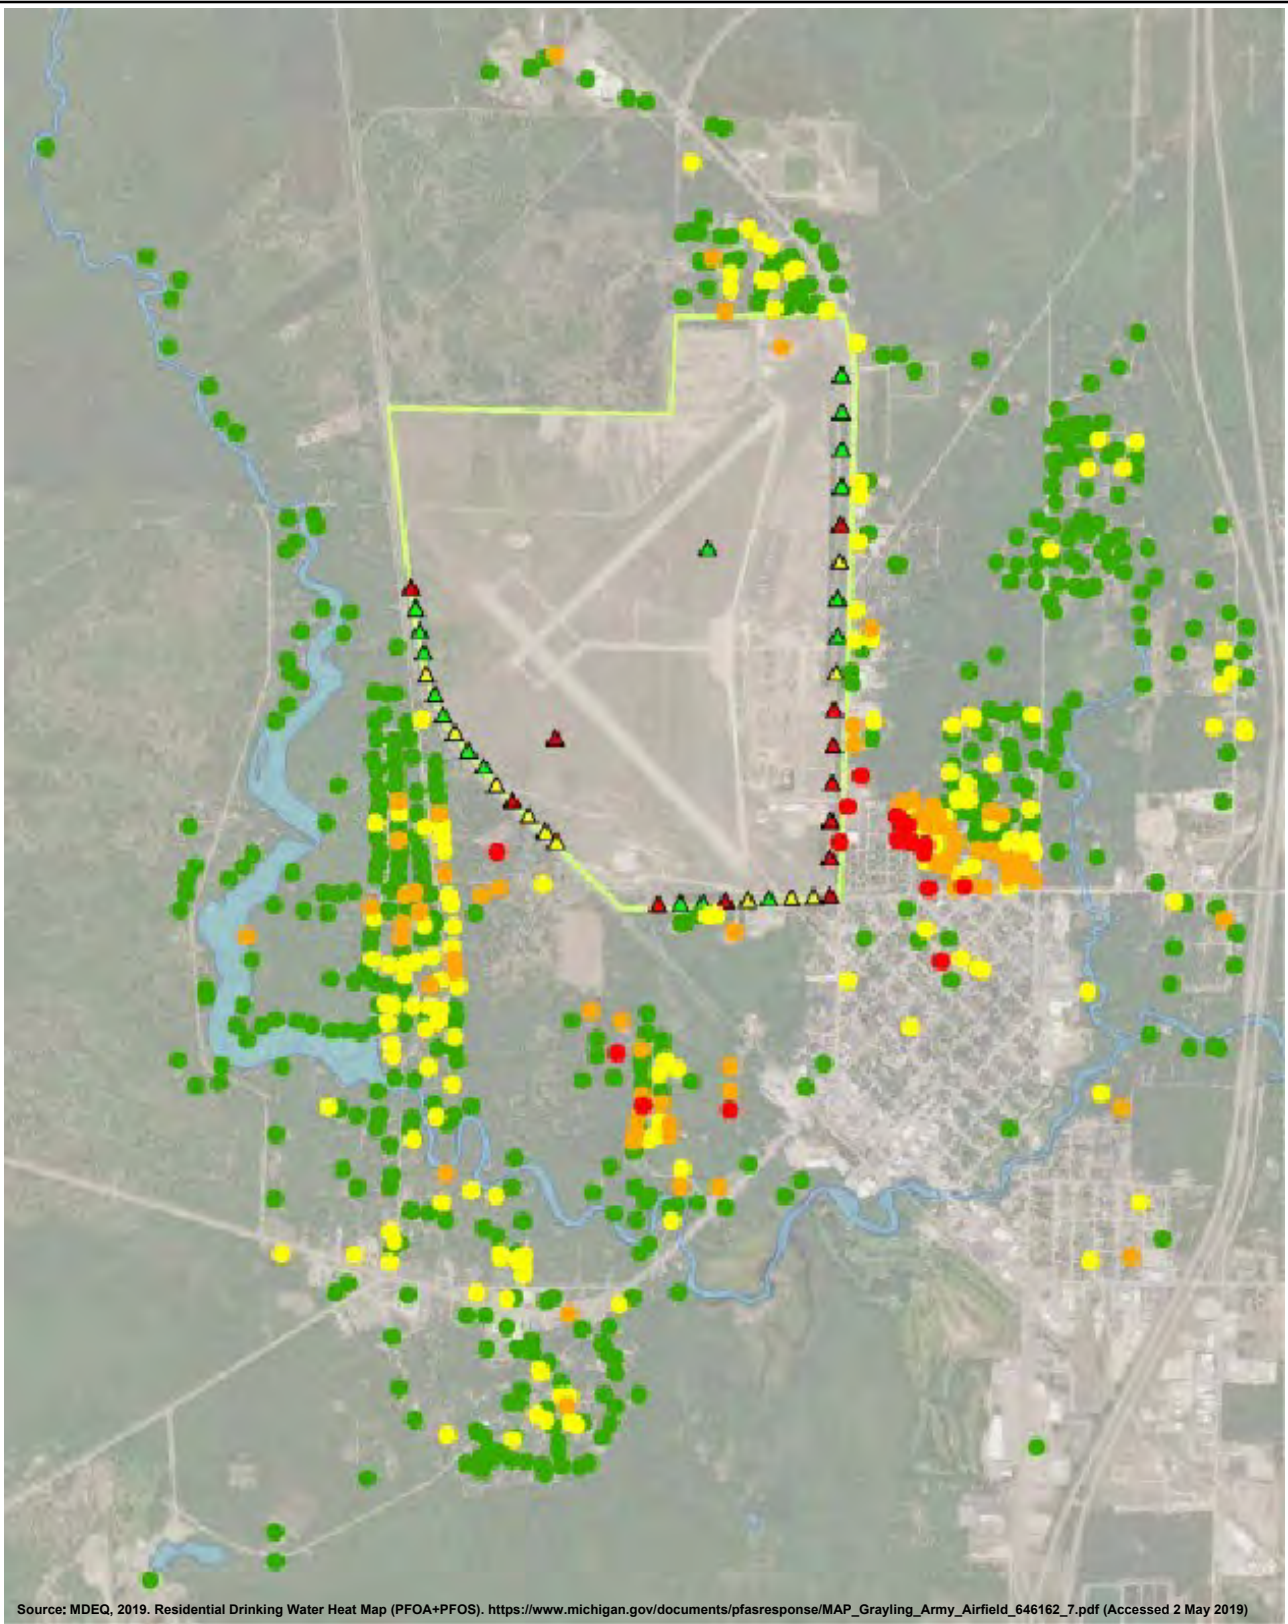 Source: MDEQ, 2019. Residential Drinking Water Heat Map (PFOA+PFOS). https://www.michigan.gov/documents/pfasresponse/MAP_Grayling_Army_Airfield_646162_7.pdf (Accessed 2 May 2019)